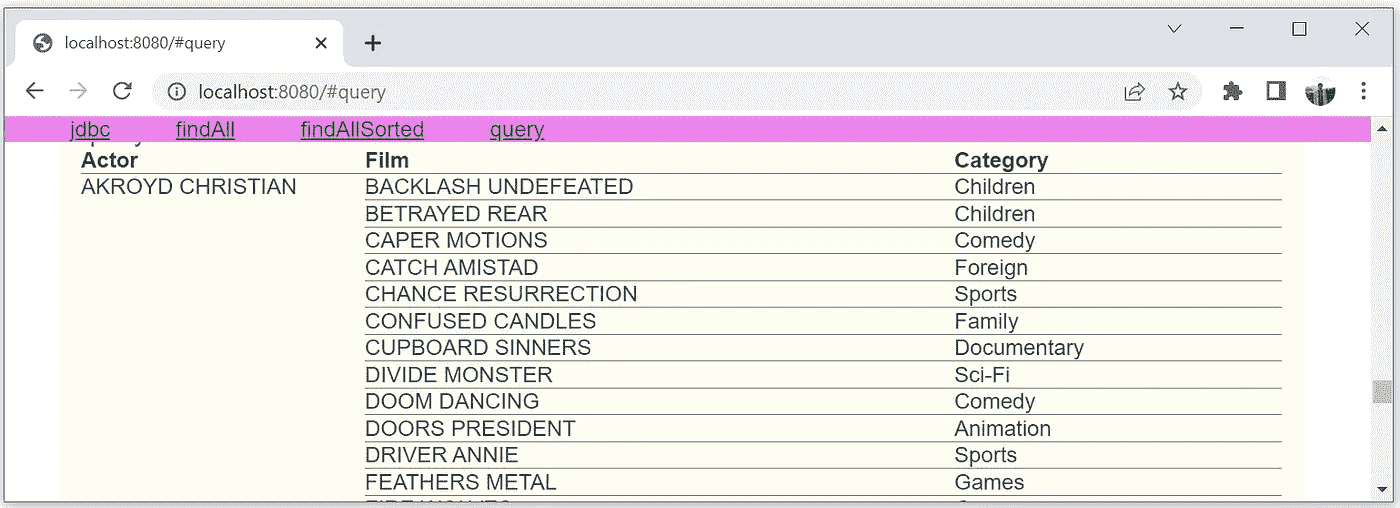 localhost:8080/#query
localhost:8080/#query
jdbc findAll findAllSorted query
Actor Film Category
AKROYD CHRISTIAN BACKLASH UNDEFEATED Children
BETRAYED REAR Children
CAPER MOTIONS Comedy
CATCH AMISTAD Foreign
CHANCE RESURRECTION Sports
CONFUSED CANDLES Family
CUPBOARD SINNERS Documentary
DIVIDE MONSTER Sci-Fi
DOOM DANCING Comedy
DOORS PRESIDENT Animation
DRIVER ANNIE Sports
FEATHERS METAL Games